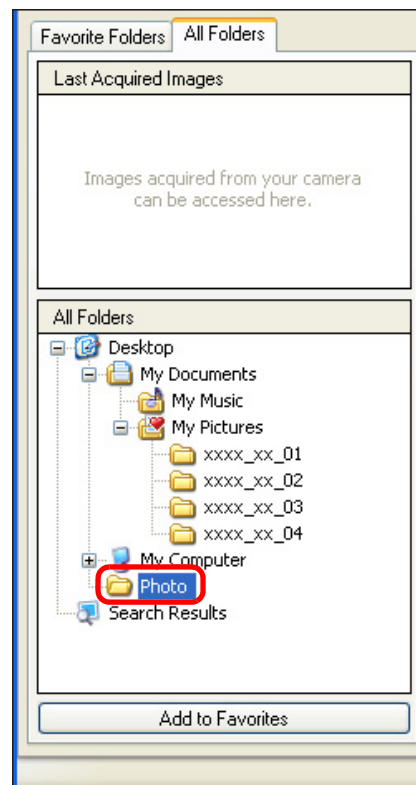 Favorite Folders All Folders
Last Acquired Images
Images acquired from your camera
can be accessed here.
All Folders
Desktop
My Documents
My Music
My Pictures
xxxx_xx_01
xxxx_xx_02
xxxx_xx_03
xxxx_xx_04
My Computer
Photo
Search Results
Add to Favorites